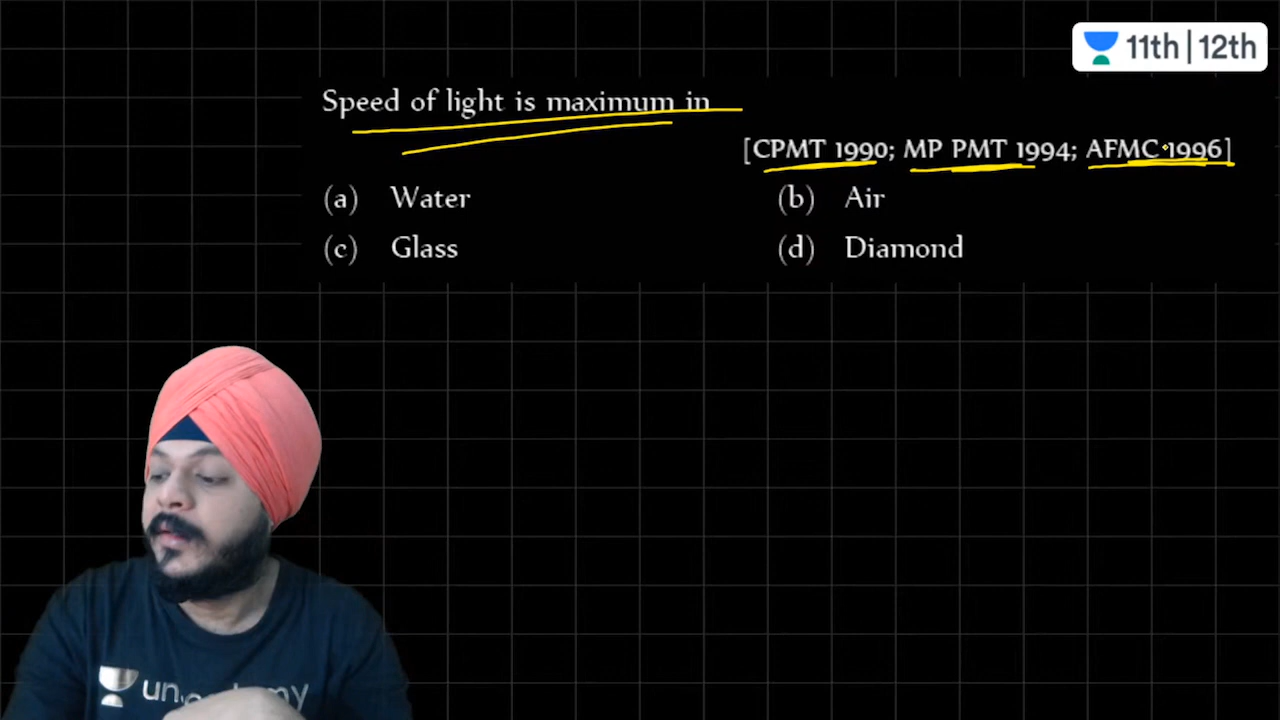 11th | 12th
Speed of light is maximum in
[CPMT 1990; MP PMT 1994; AFMC 1996]
(a) Water (b) Air
(c) Glass (d) Diamond